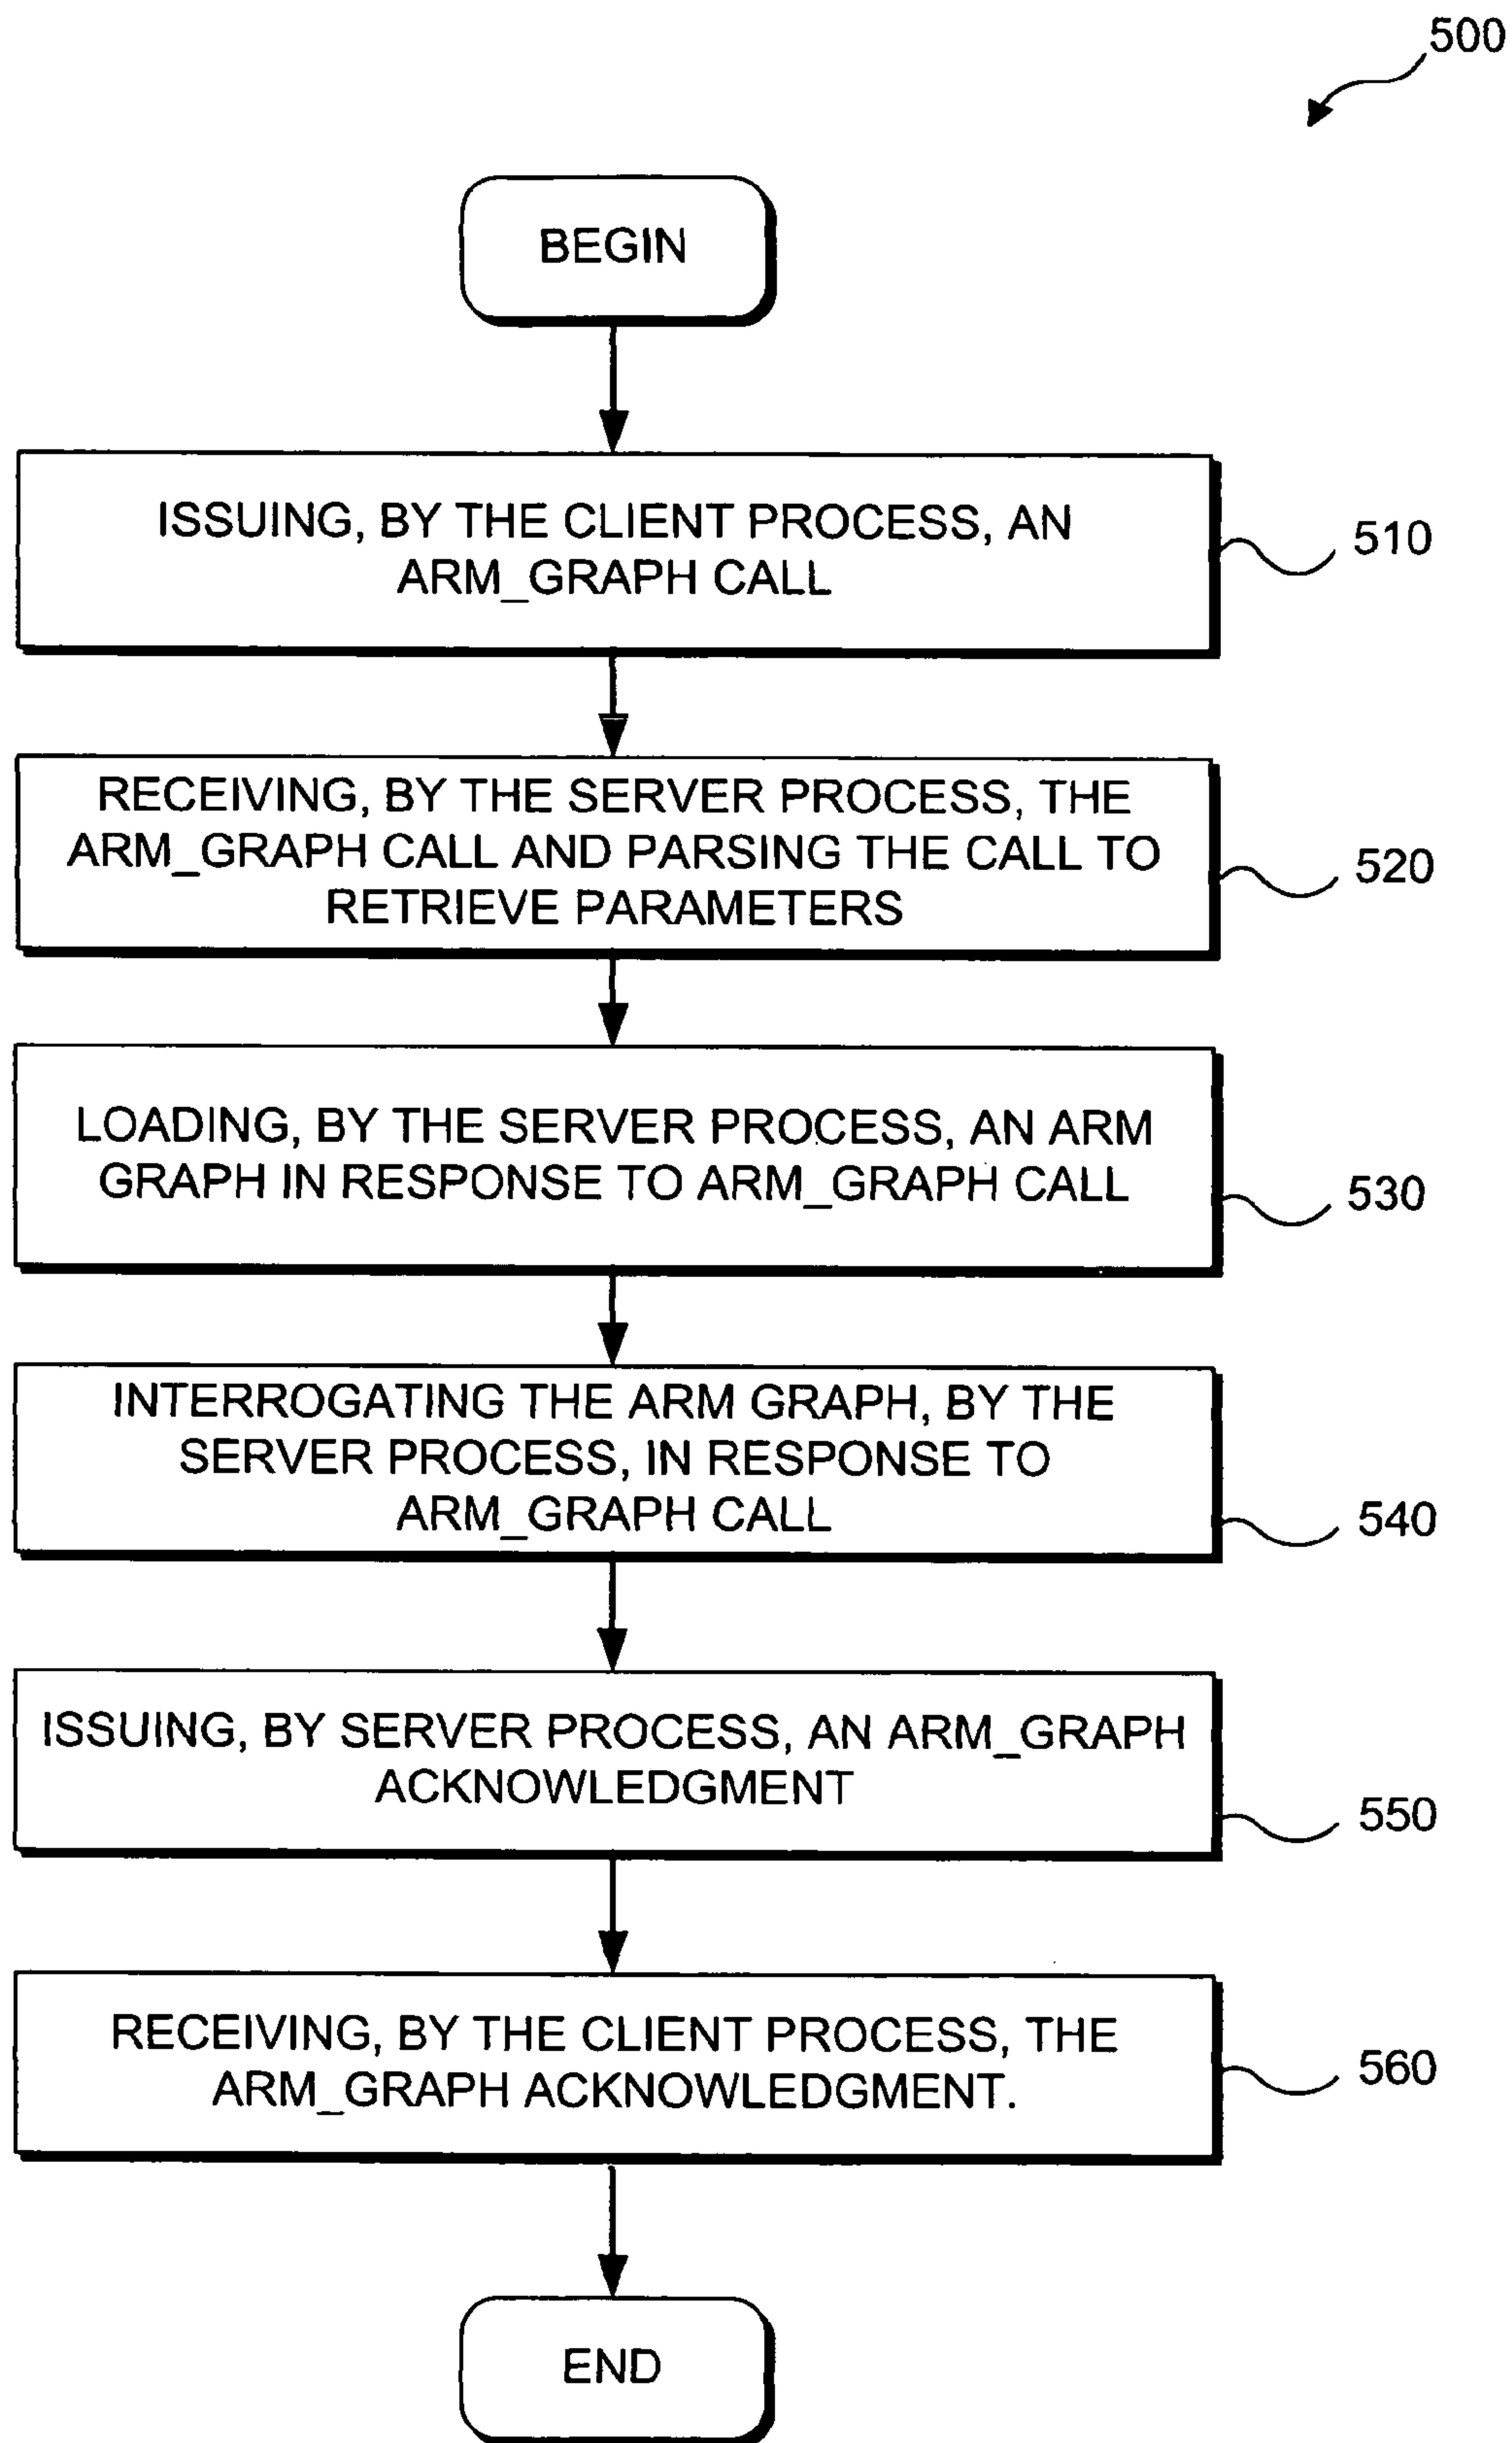 500
BEGIN
ISSUING, BY THE CLIENT PROCESS, AN
ARM_GRAPH CALL
510
RECEIVING, BY THE SERVER PROCESS, THE
ARM_GRAPH CALL AND PARSING THE CALL TO
RETRIEVE PARAMETERS
520
LOADING, BY THE SERVER PROCESS, AN ARM
GRAPH IN RESPONSE TO ARM_GRAPH CALL
530
INTERROGATING THE ARM GRAPH, BY THE
SERVER PROCESS, IN RESPONSE TO
ARM_GRAPH CALL
540
ISSUING, BY SERVER PROCESS, AN ARM_GRAPH
ACKNOWLEDGMENT
550
RECEIVING, BY THE CLIENT PROCESS, THE
ARM_GRAPH ACKNOWLEDGMENT.
560
END